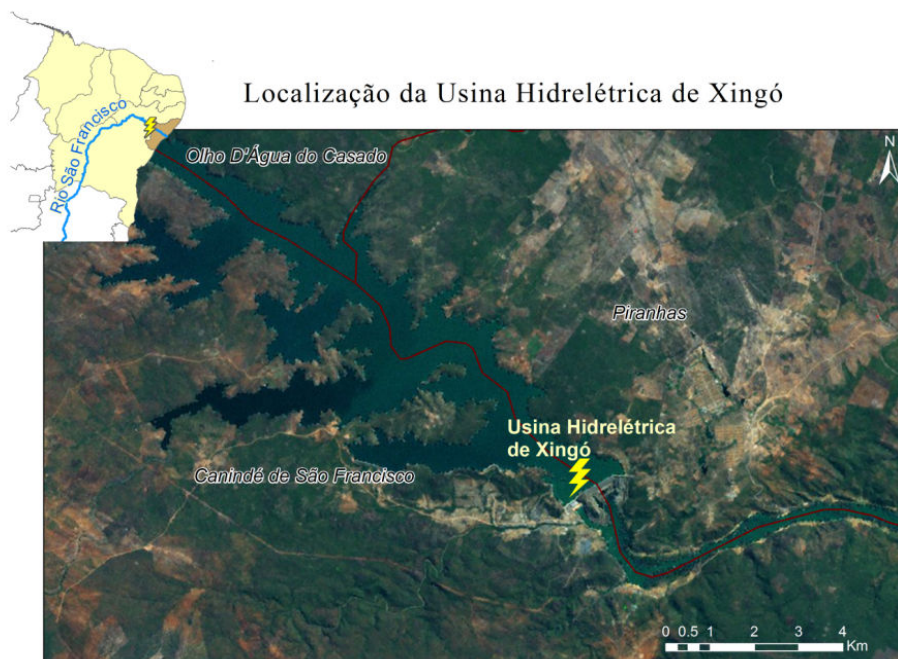 Localização da Usina Hidrelétrica de Xingó
Rio São Francisco
Olho D'Água do Casado
N
Piranhas
Usina Hidrelétrica
de Xingó
Canindé de São Francisco
0 0.5 1 2 3 4
Km